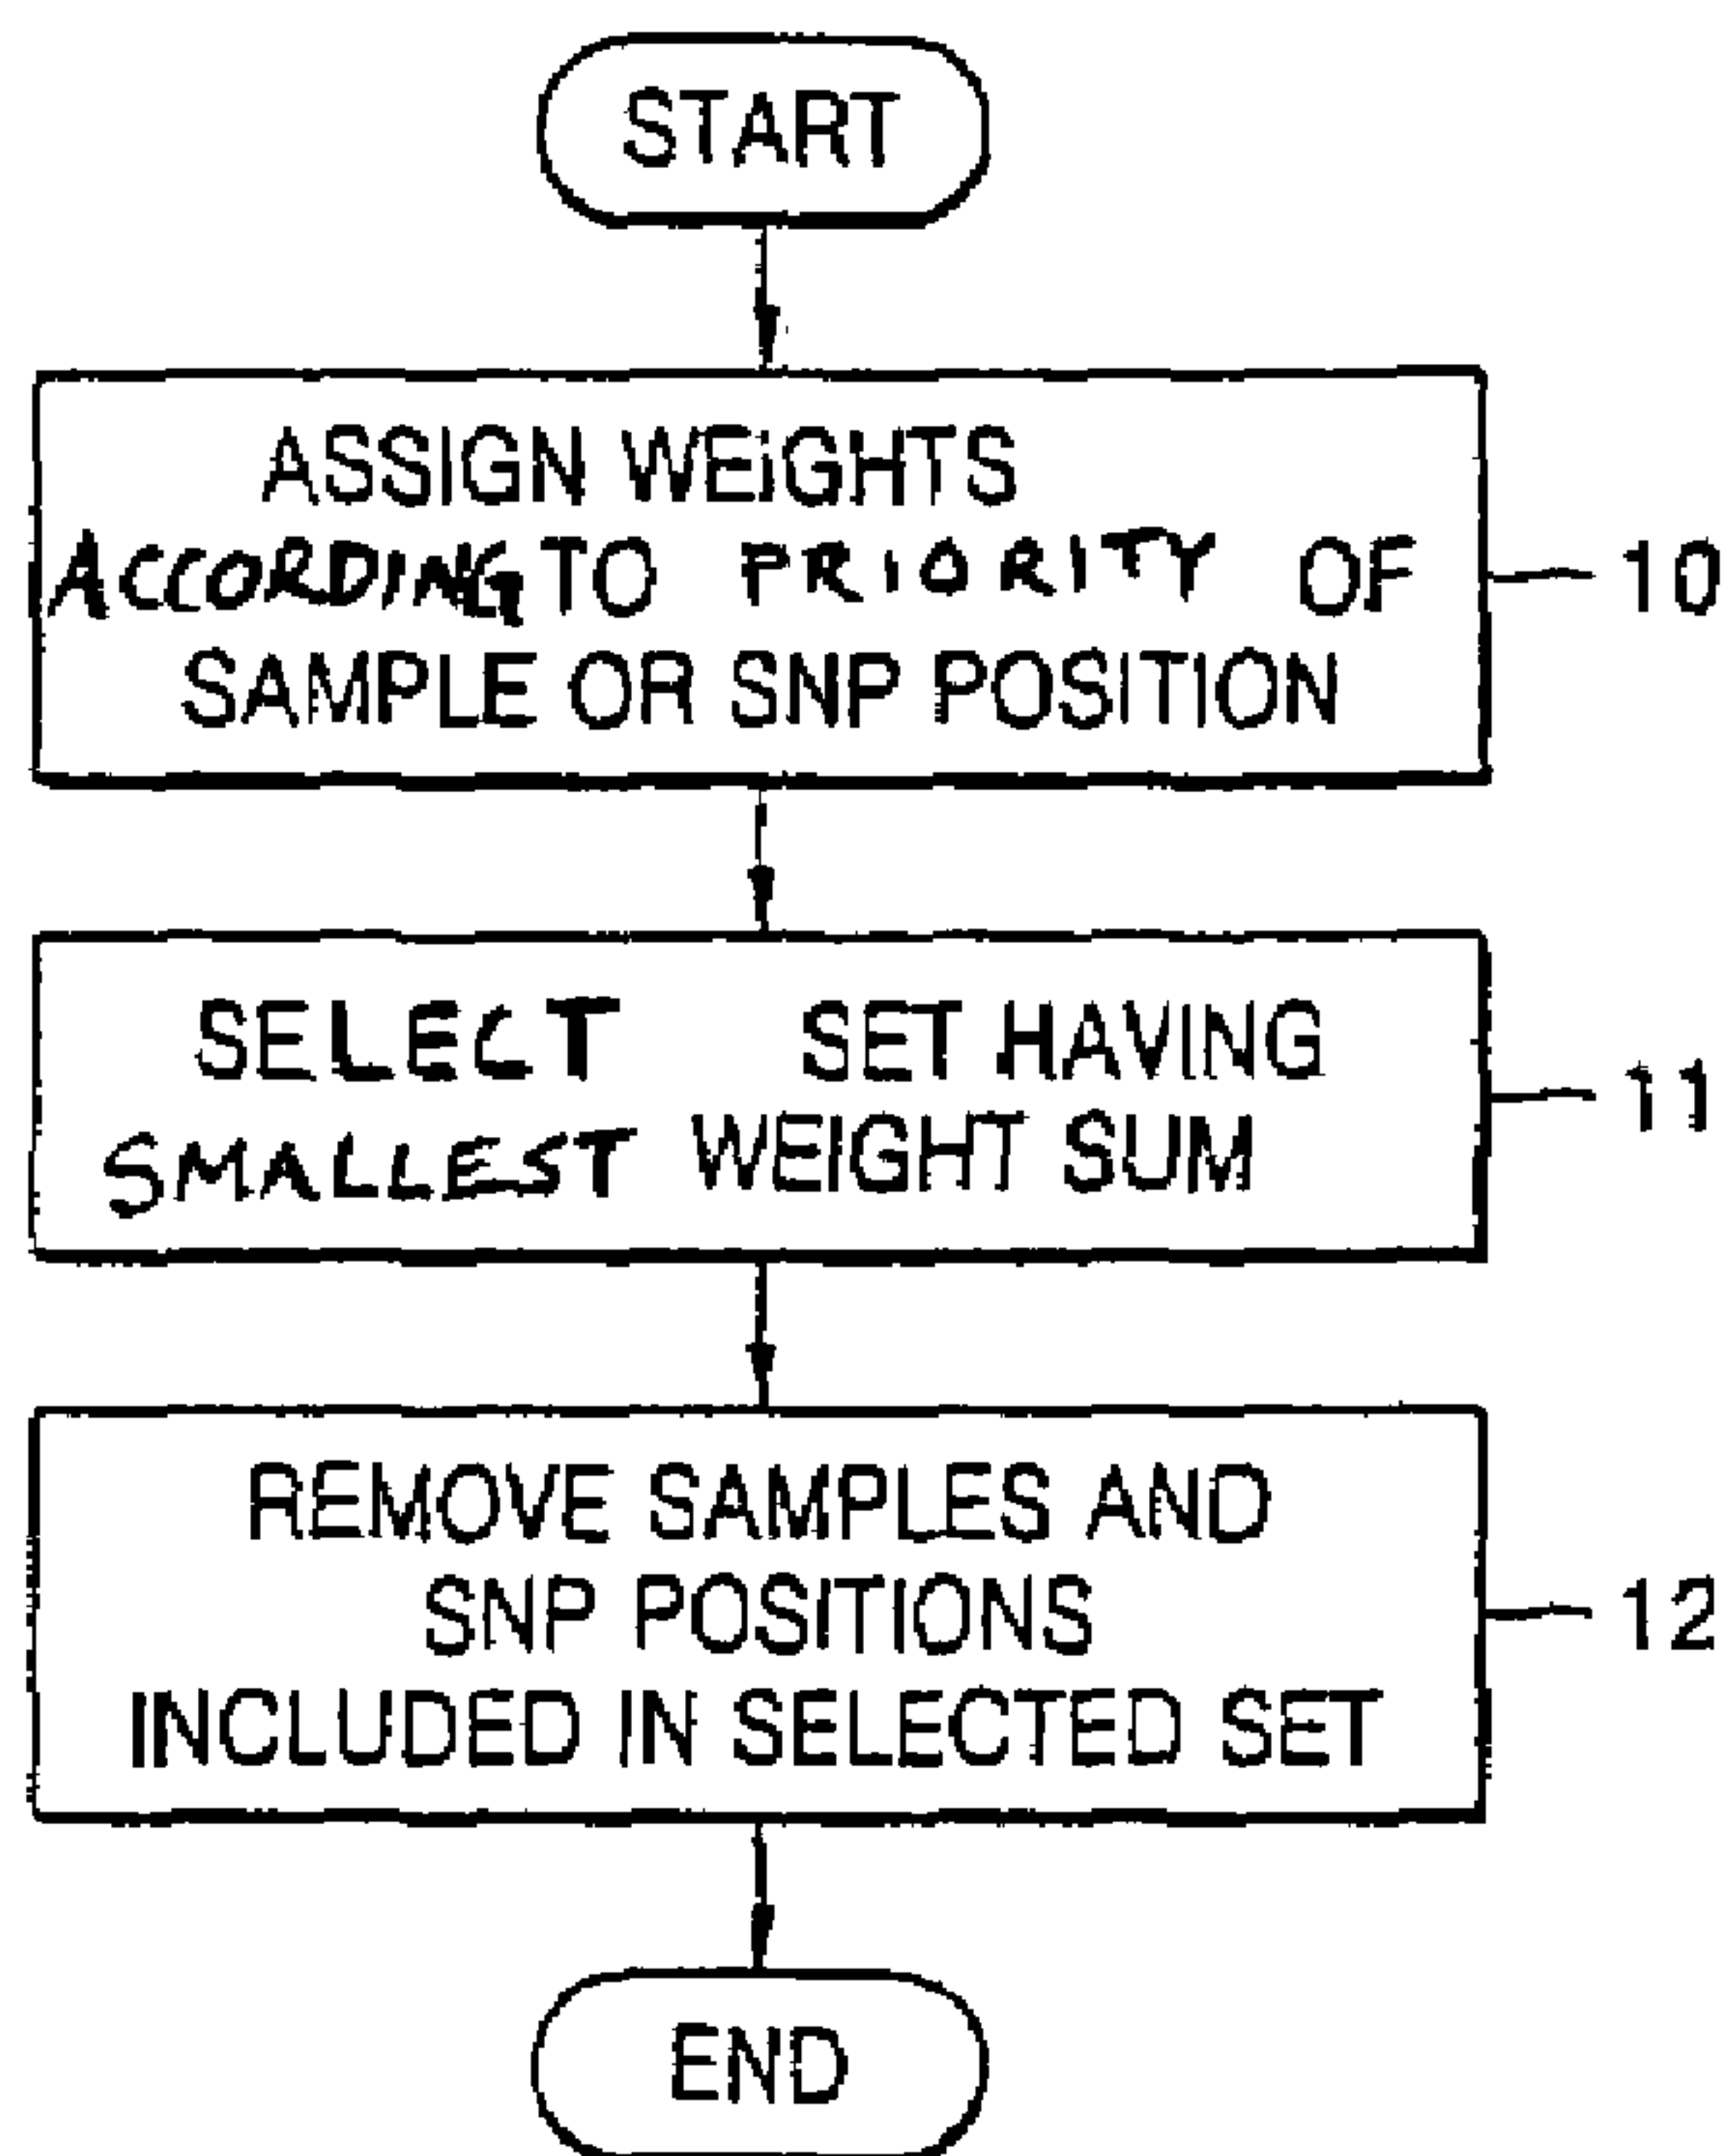 START
ASSIGN WEIGHTS
ACCORDING TO PRIORITY OF
SAMPLE OR SNP POSITION
10
SELECT SET HAVING
SMALLEST WEIGHT SUM
11
REMOVE SAMPLES AND
SNP POSITIONS
INCLUDED IN SELECTED SET
12
END